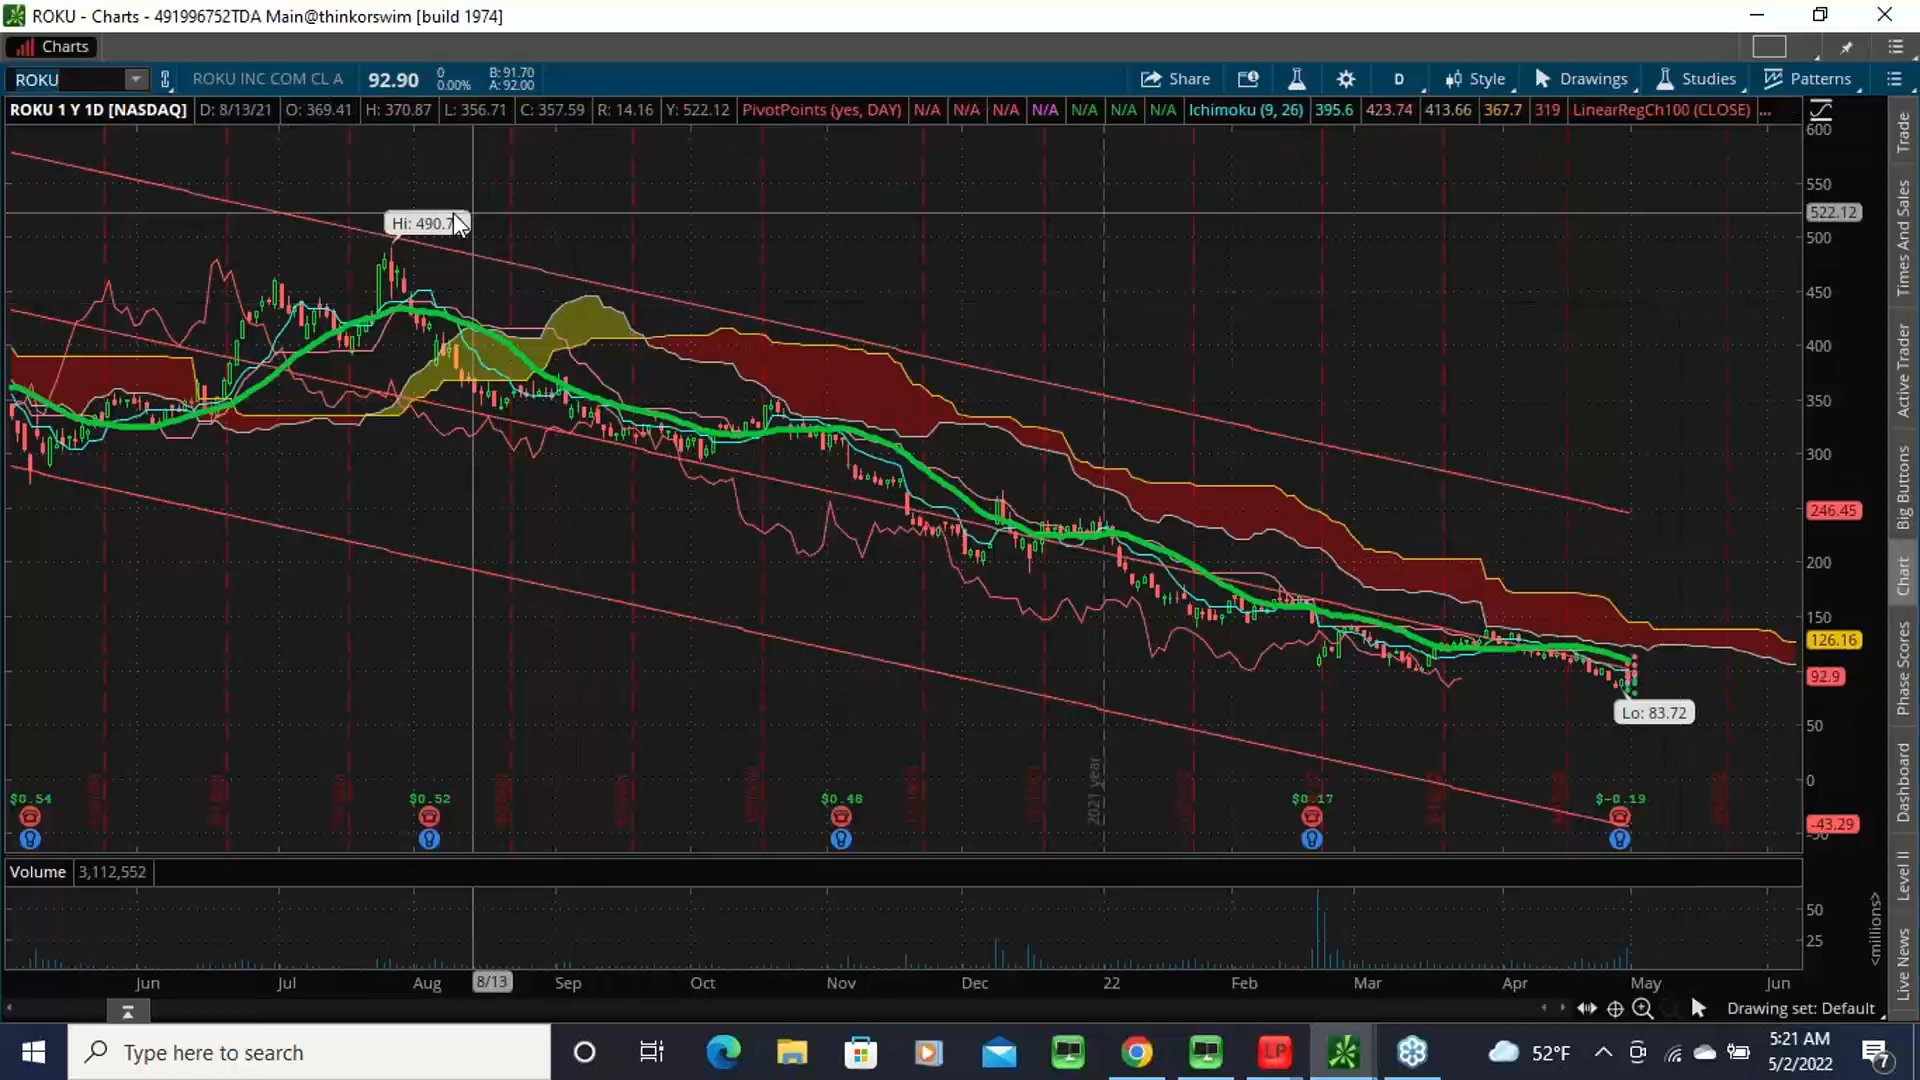 ROKU - Charts - 491996752TDA Main@thinkorswim [build 1974]
Charts
ROKU ROKU INC COM CL A 92.90 0 0.00% B: 91.70 A: 92.00 Share D Style Drawings Studies Patterns
ROKU 1 Y 1D [NASDAQ] D: 8/13/21 O: 369.41 H: 370.87 L: 356.71 C: 357.59 R: 14.16 Y: 522.12 PivotPoints (yes, DAY) N/A N/A N/A N/A N/A N/A N/A Ichimoku (9, 26) 395.6 423.74 413.66 367.7 319 LinearRegCh100 (CLOSE) ...
600
550
522.12
500
450
400
350
300
246.45
200
150
126.16
92.9
50
0
-43.29
Hi: 490.7
Lo: 83.72
2021 year
$0.54 $0.52 $0.48 $0.17 $-0.19
Volume 3,112,552
50
25
<millions>
Jun Jul Aug 8/13 Sep Oct Nov Dec 22 Feb Mar Apr May Jun
Drawing set: Default
Trade
Times And Sales
Active Trader
Big Buttons
Chart
Phase Scores
Dashboard
Level II
Live News
Type here to search
LP
52°F
5:21 AM
5/2/2022
7